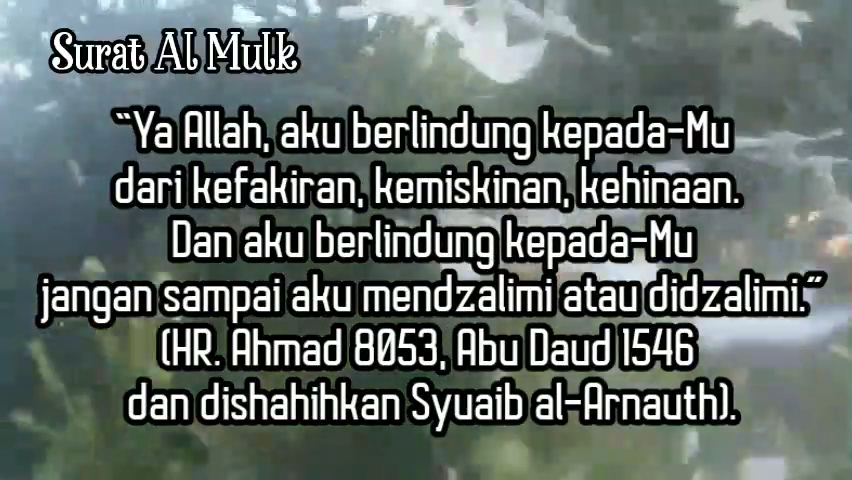 Surat Al Mulk
“Ya Allah, aku berlindung kepada-Mu
dari kefakiran, kemiskinan, kehinaan.
Dan aku berlindung kepada-Mu
jangan sampai aku mendzalimi atau didzalimi.”
(HR. Ahmad 8053, Abu Daud 1546
dan dishahihkan Syuaib al-Arnauth).